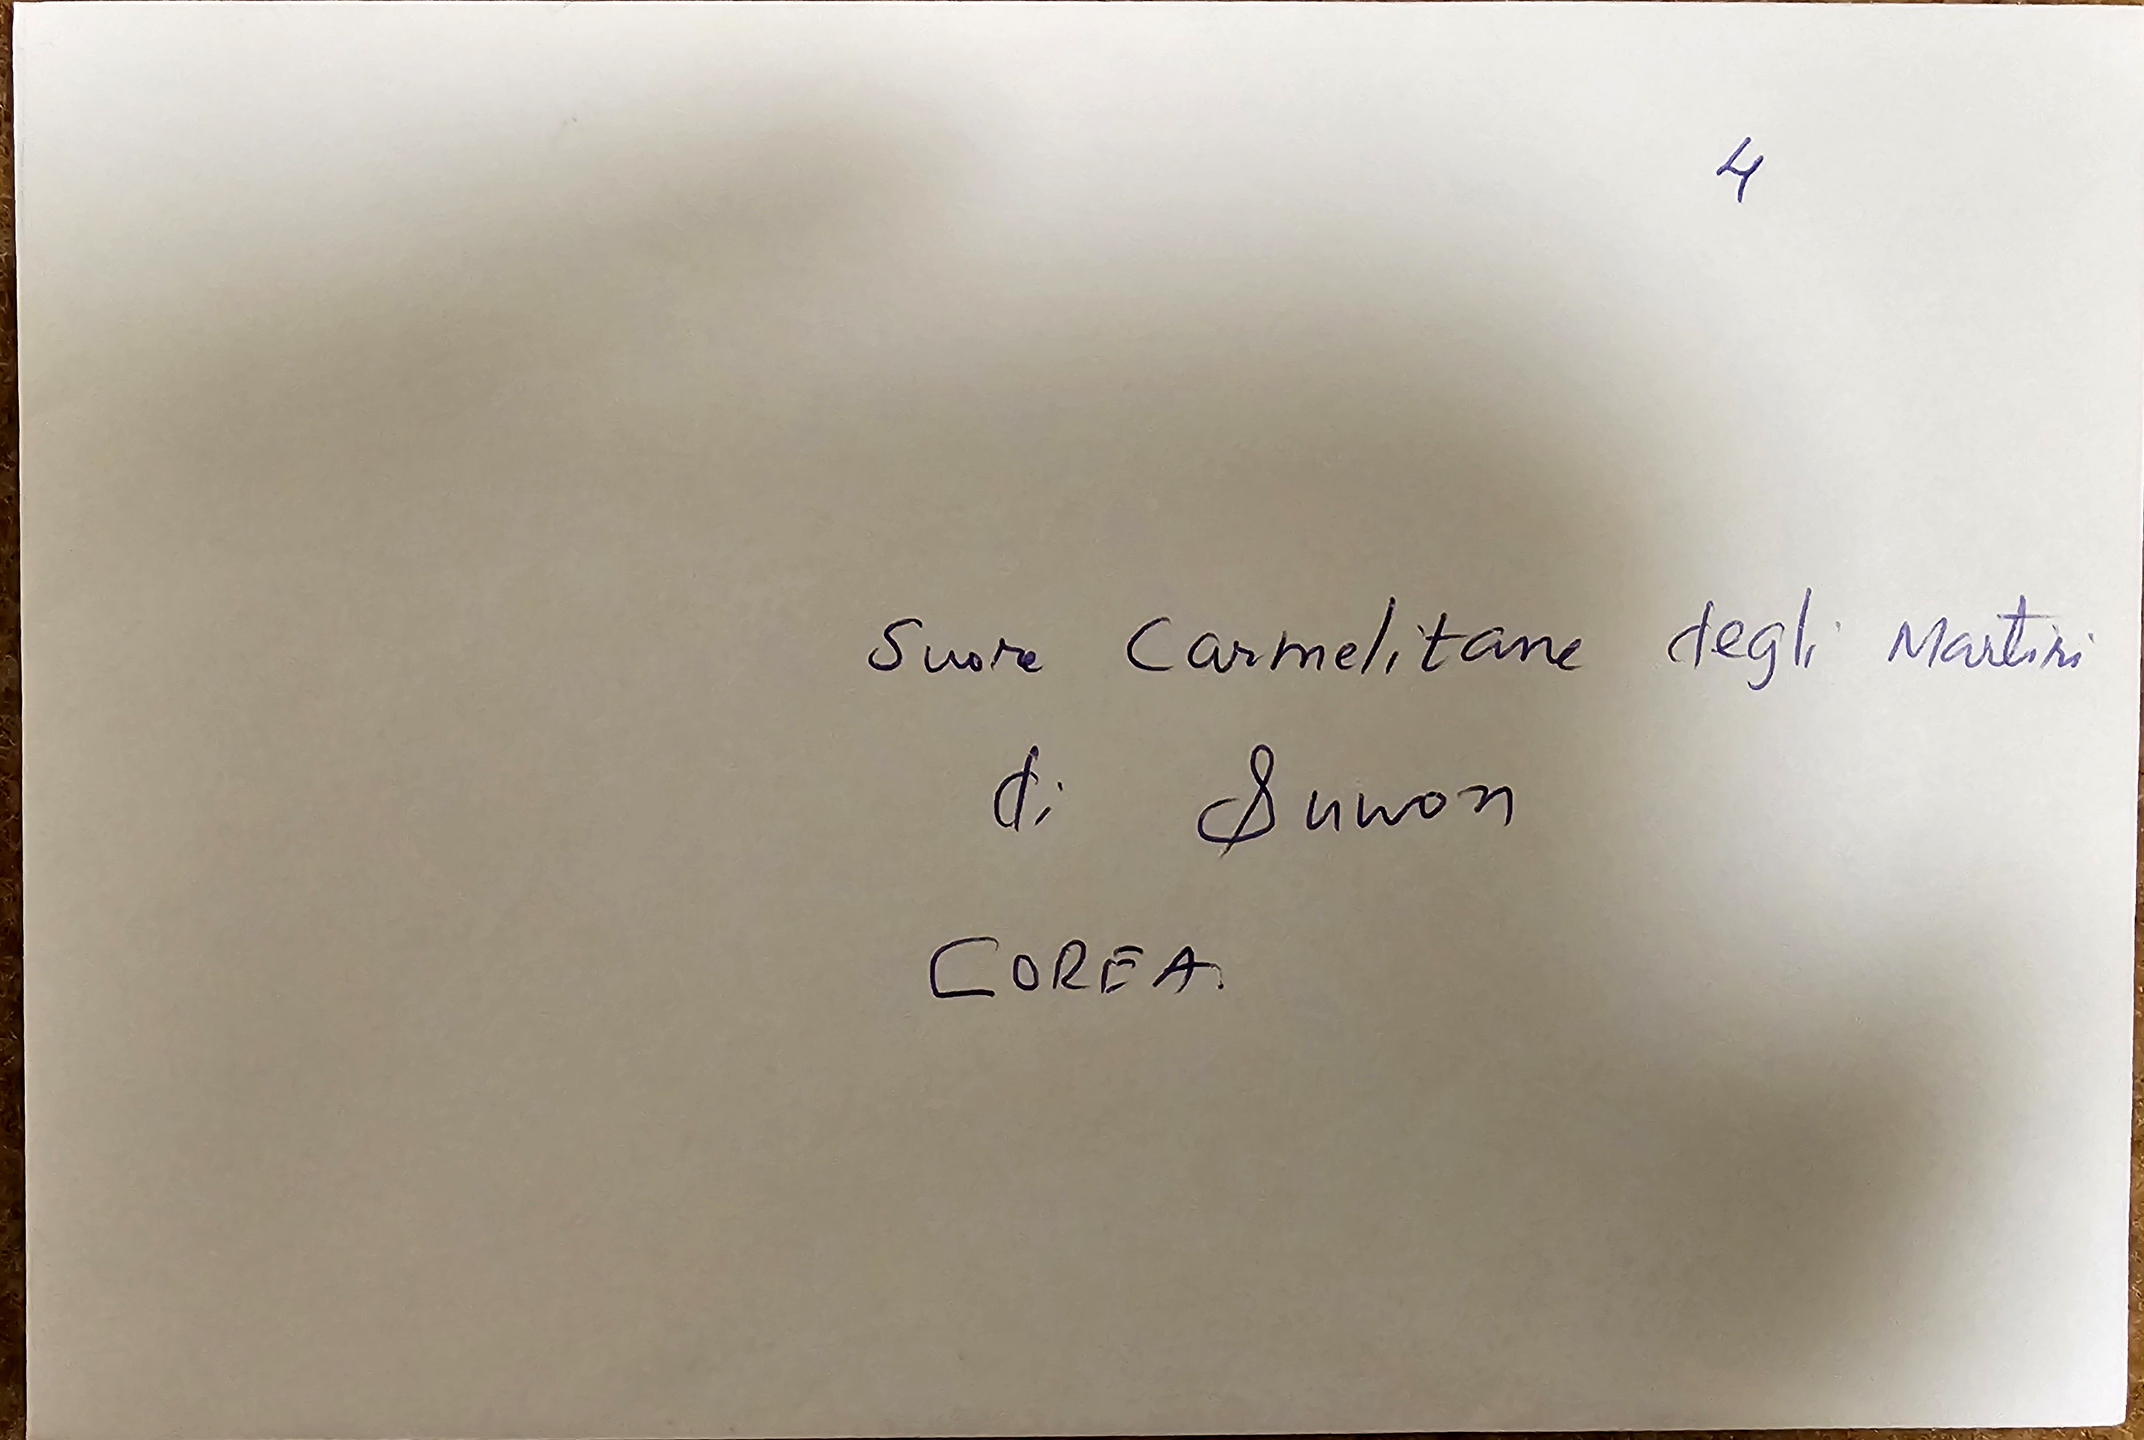 4
Suore Carmelitane degli Martiri
di Suwon
COREA.